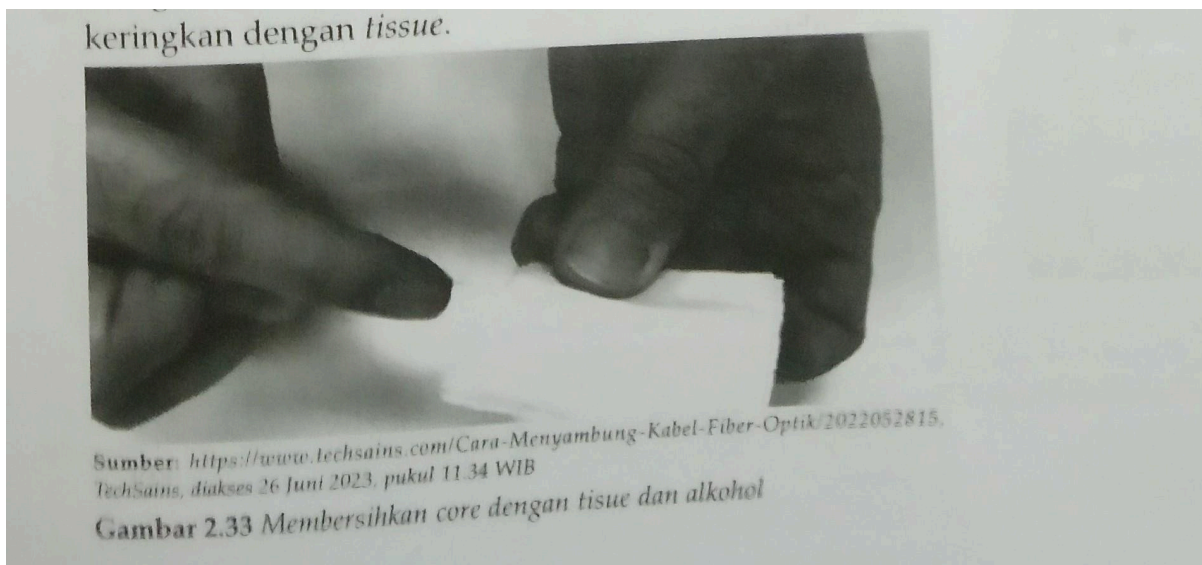 keringkan dengan tissue.
Sumber: https://www.techsains.com/Cara-Menyambung-Kabel-Fiber-Optik/2022052815,
TechSains, diakses 26 Juni 2023, pukul 11.34 WIB
Gambar 2.33 Membersihkan core dengan tisue dan alkohol